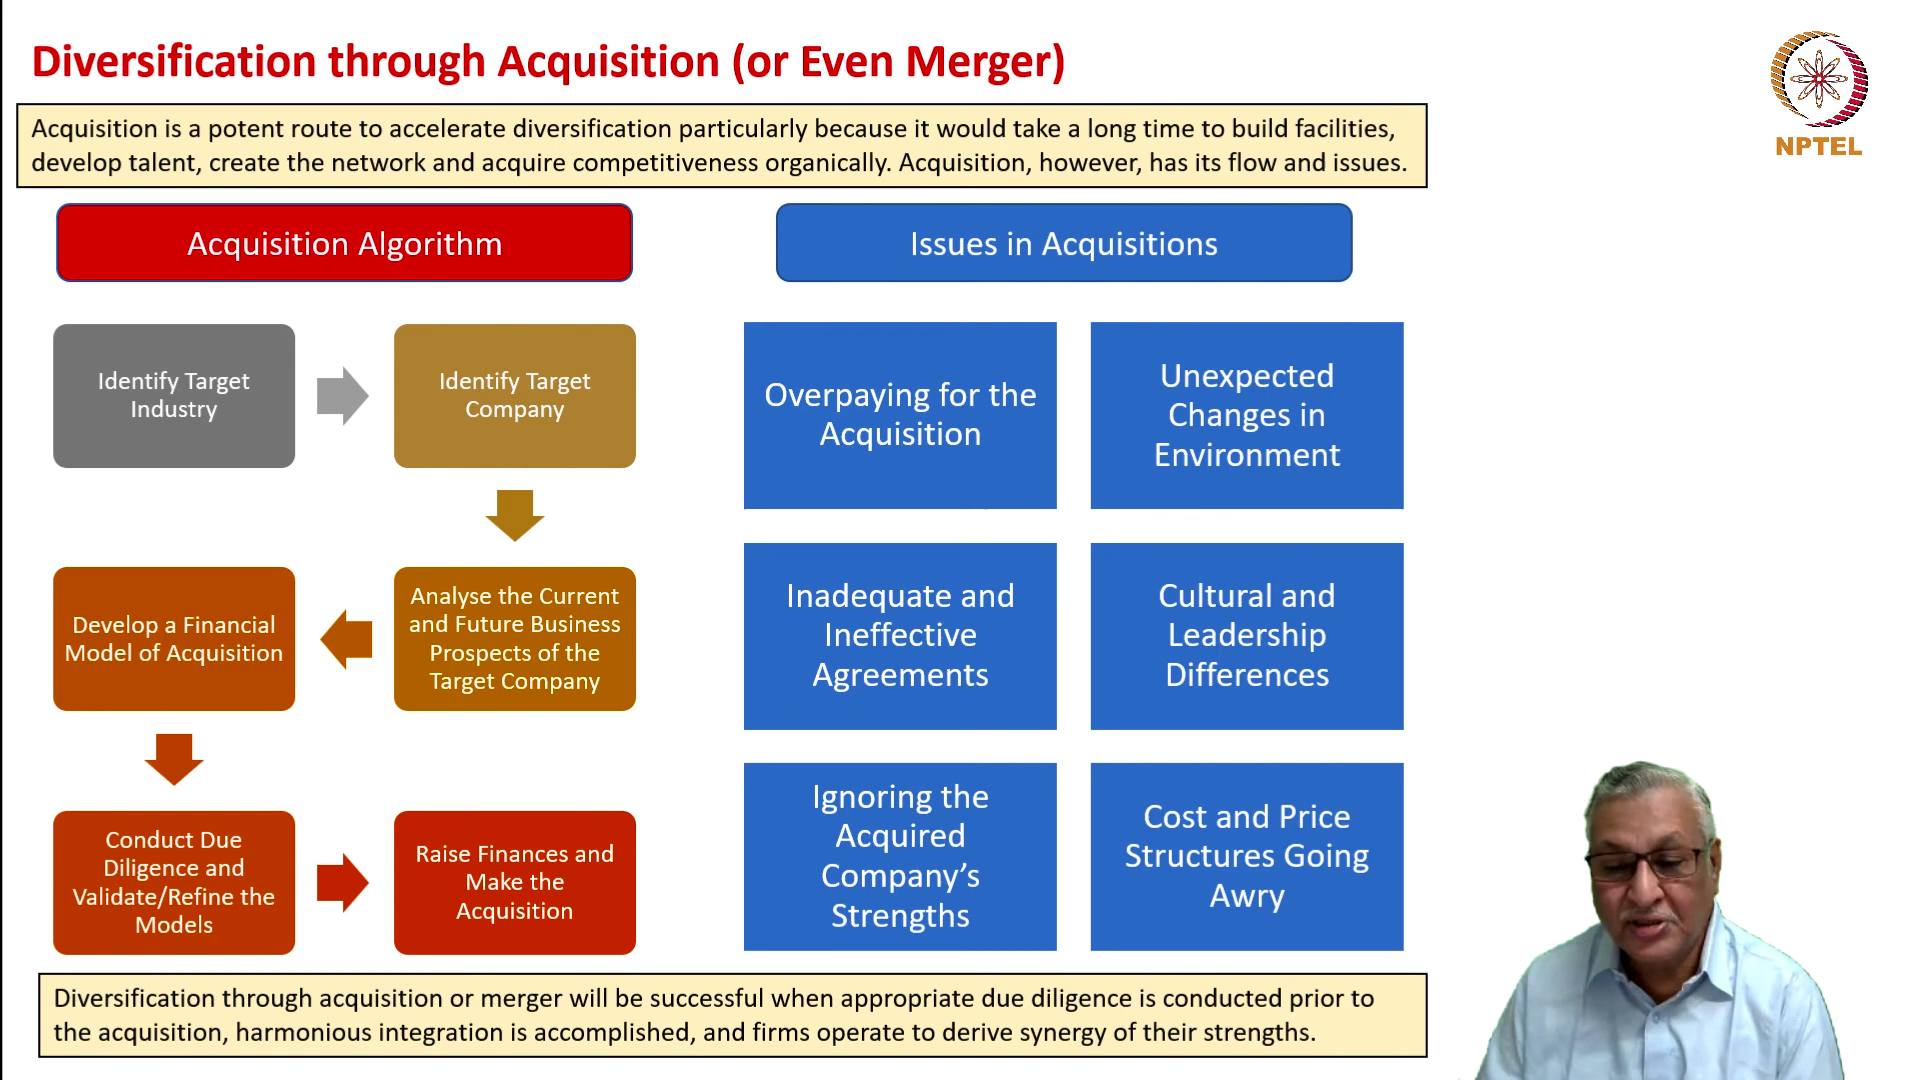 Diversification through Acquisition (or Even Merger)
NPTEL
Acquisition is a potent route to accelerate diversification particularly because it would take a long time to build facilities,
develop talent, create the network and acquire competitiveness organically. Acquisition, however, has its flow and issues.
Acquisition Algorithm
Identify Target
Industry
Identify Target
Company
Analyse the Current
and Future Business
Prospects of the
Target Company
Develop a Financial
Model of Acquisition
Conduct Due
Diligence and
Validate/Refine the
Models
Raise Finances and
Make the
Acquisition
Issues in Acquisitions
Overpaying for the
Acquisition
Unexpected
Changes in
Environment
Inadequate and
Ineffective
Agreements
Cultural and
Leadership
Differences
Ignoring the
Acquired
Company's
Strengths
Cost and Price
Structures Going
Awry
Diversification through acquisition or merger will be successful when appropriate due diligence is conducted prior to
the acquisition, harmonious integration is accomplished, and firms operate to derive synergy of their strengths.